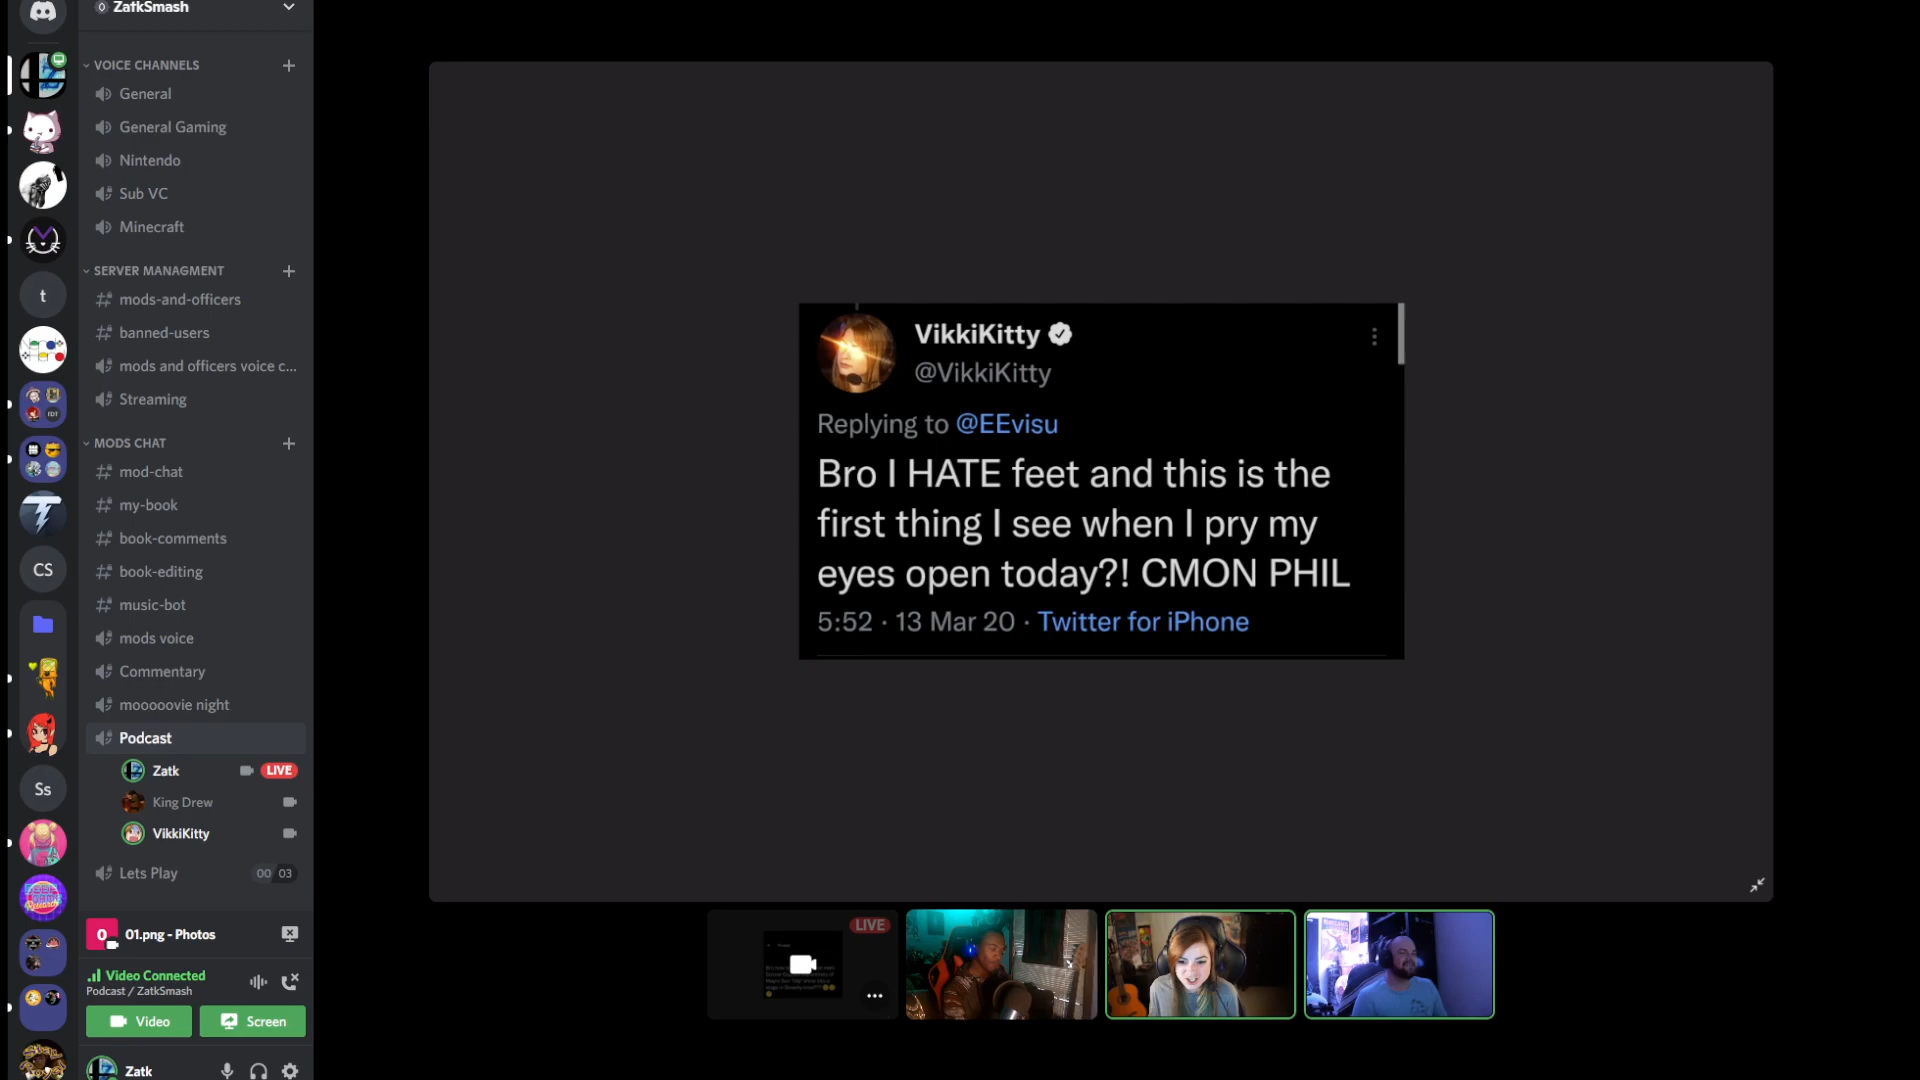 ZatkSmash
VOICE CHANNELS
General
General Gaming
Nintendo
Sub VC
Minecraft
SERVER MANAGMENT
mods-and-officers
banned-users
mods and officers voice c...
Streaming
MODS CHAT
mod-chat
my-book
book-comments
book-editing
music-bot
mods voice
Commentary
mooooovie night
Podcast
Zatk LIVE
King Drew
VikkiKitty
Lets Play 00 03
01.png - Photos
Video Connected
Podcast / ZatkSmash
Video Screen
Zatk
t
CS
Ss
VikkiKitty
@VikkiKitty
Replying to @EEvisu
Bro I HATE feet and this is the
first thing I see when I pry my
eyes open today?! CMON PHIL
5:52 · 13 Mar 20 · Twitter for iPhone
LIVE